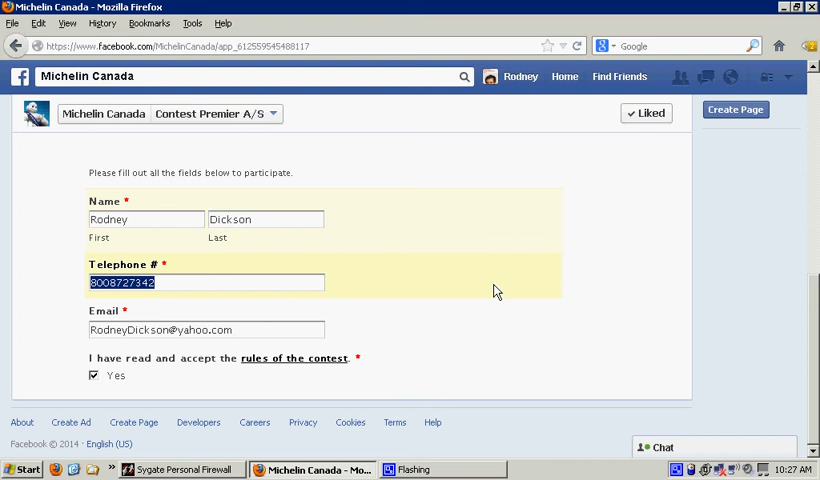 Michelin Canada - Mozilla Firefox
File Edit View History Bookmarks Tools Help
https://www.facebook.com/MichelinCanada/app_612559545488117
Google
Michelin Canada
Rodney Home Find Friends
Michelin Canada Contest Premier A/S
Liked
Create Page
Please fill out all the fields below to participate.
Name *
Rodney Dickson
First Last
Telephone # *
8008727342
Email *
RodneyDickson@yahoo.com
I have read and accept the rules of the contest. *
Yes
About Create Ad Create Page Developers Careers Privacy Cookies Terms Help
Facebook © 2014 · English (US)
Chat
Start Sygate Personal Firewall Michelin Canada - Mo... Flashing 10:27 AM